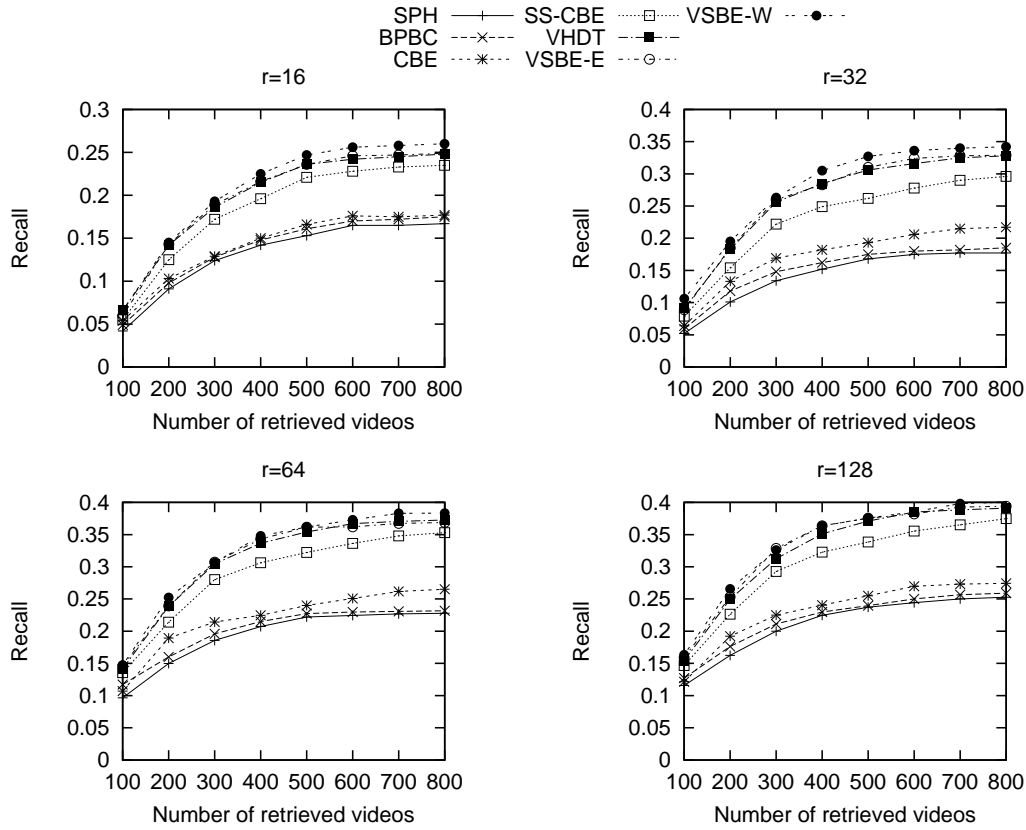 SPH
BPBC
CBE
SS-CBE
VHDT
VSBE-E
VSBE-W
r=16
Recall
0.3
0.25
0.2
0.15
0.1
0.05
0
100 200 300 400 500 600 700 800
Number of retrieved videos
r=32
Recall
0.4
0.35
0.3
0.25
0.2
0.15
0.1
0.05
0
100 200 300 400 500 600 700 800
Number of retrieved videos
r=64
Recall
0.4
0.35
0.3
0.25
0.2
0.15
0.1
0.05
0
100 200 300 400 500 600 700 800
Number of retrieved videos
r=128
Recall
0.4
0.35
0.3
0.25
0.2
0.15
0.1
0.05
0
100 200 300 400 500 600 700 800
Number of retrieved videos